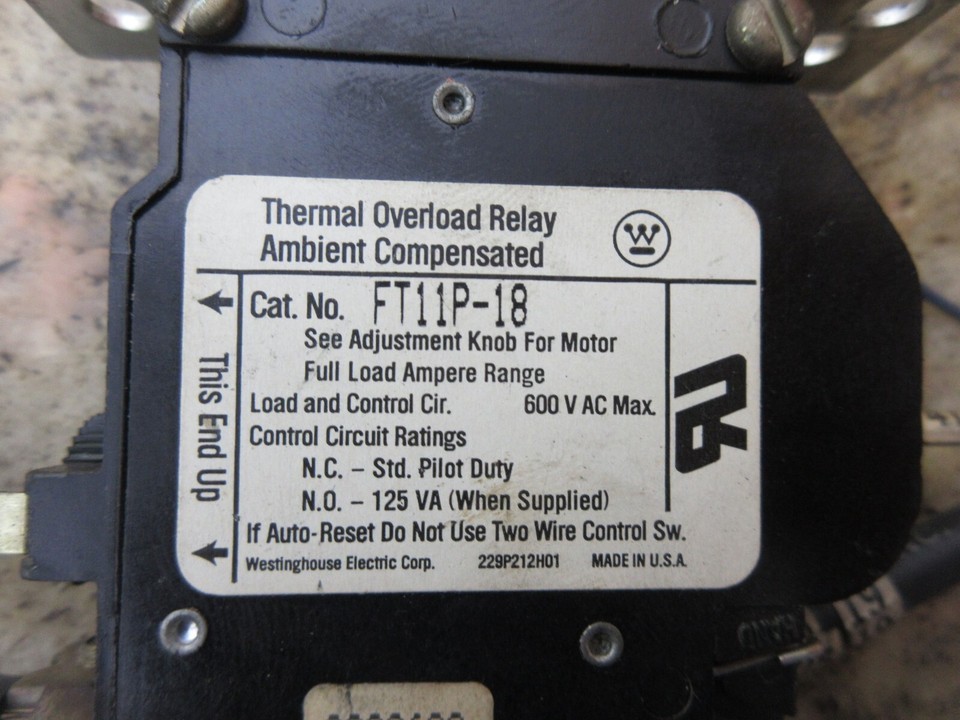 Thermal Overload Relay
Ambient Compensated
Cat. No. FT11P-18
See Adjustment Knob For Motor
Full Load Ampere Range
Load and Control Cir. 600 V AC Max.
Control Circuit Ratings
N.C. – Std. Pilot Duty
N.O. – 125 VA (When Supplied)
If Auto-Reset Do Not Use Two Wire Control Sw.
Westinghouse Electric Corp. 229P212H01 MADE IN U.S.A.
This End Up